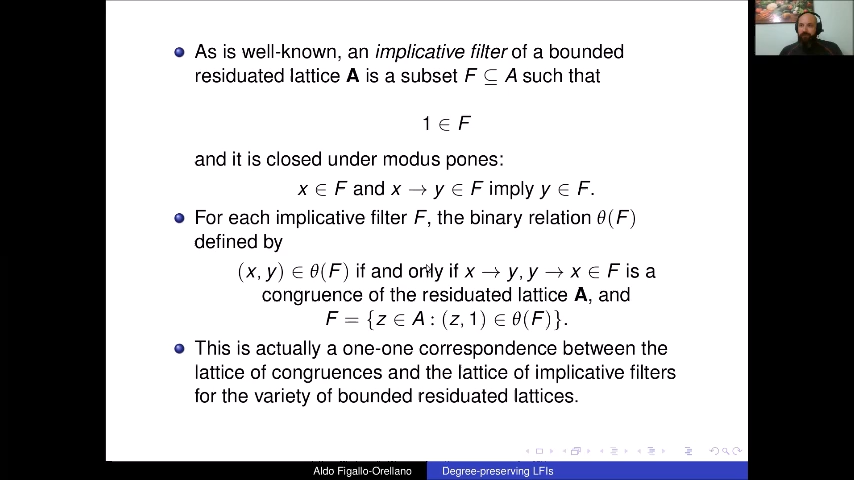 As is well-known, an implicative filter of a bounded
residuated lattice A is a subset F ⊆ A such that
1 ∈ F
and it is closed under modus pones:
x ∈ F and x → y ∈ F imply y ∈ F.
For each implicative filter F, the binary relation θ(F)
defined by
(x, y) ∈ θ(F) if and only if x → y, y → x ∈ F is a
congruence of the residuated lattice A, and
F = {z ∈ A : (z, 1) ∈ θ(F)}.
This is actually a one-one correspondence between the
lattice of congruences and the lattice of implicative filters
for the variety of bounded residuated lattices.
Aldo Figallo-Orellano
Degree-preserving LFIs